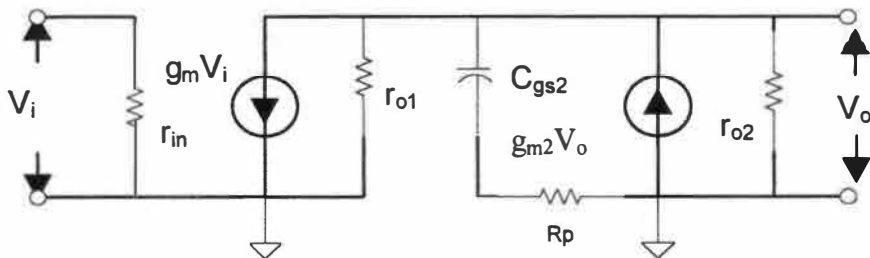 V_i
r_in
g_mV_i
r_o1
C_gs2
g_m2V_o
Rp
r_o2
V_o